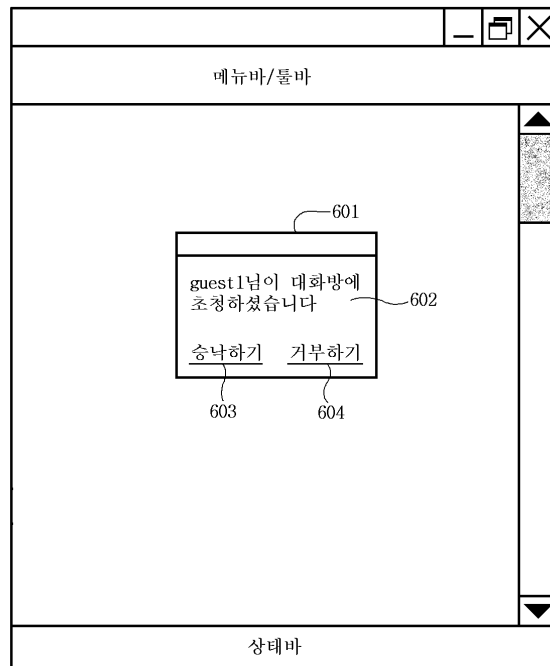 메뉴바/툴바
601
guest1님이 대화방에
초청하셨습니다
602
승낙하기 거부하기
603 604
상태바